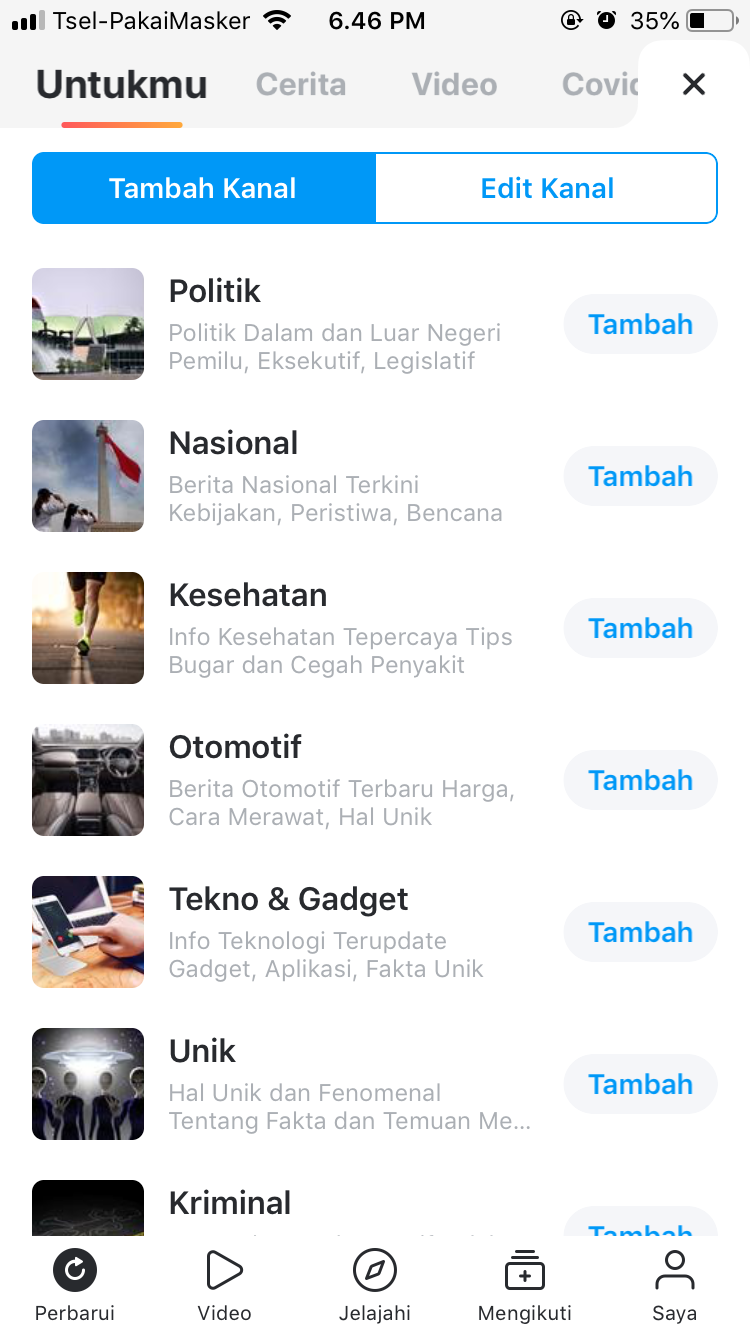 Tsel-PakaiMasker 6.46 PM 35%
Untukmu Cerita Video
Tambah Kanal Edit Kanal
Politik
Politik Dalam dan Luar Negeri
Pemilu, Eksekutif, Legislatif
Tambah
Nasional
Berita Nasional Terkini
Kebijakan, Peristiwa, Bencana
Tambah
Kesehatan
Info Kesehatan Tepercaya Tips
Bugar dan Cegah Penyakit
Tambah
Otomotif
Berita Otomotif Terbaru Harga,
Cara Merawat, Hal Unik
Tambah
Tekno & Gadget
Info Teknologi Terupdate
Gadget, Aplikasi, Fakta Unik
Tambah
Unik
Hal Unik dan Fenomenal
Tentang Fakta dan Temuan Me...
Tambah
Kriminal
Tambah
Perbarui Video Jelajahi Mengikuti Saya